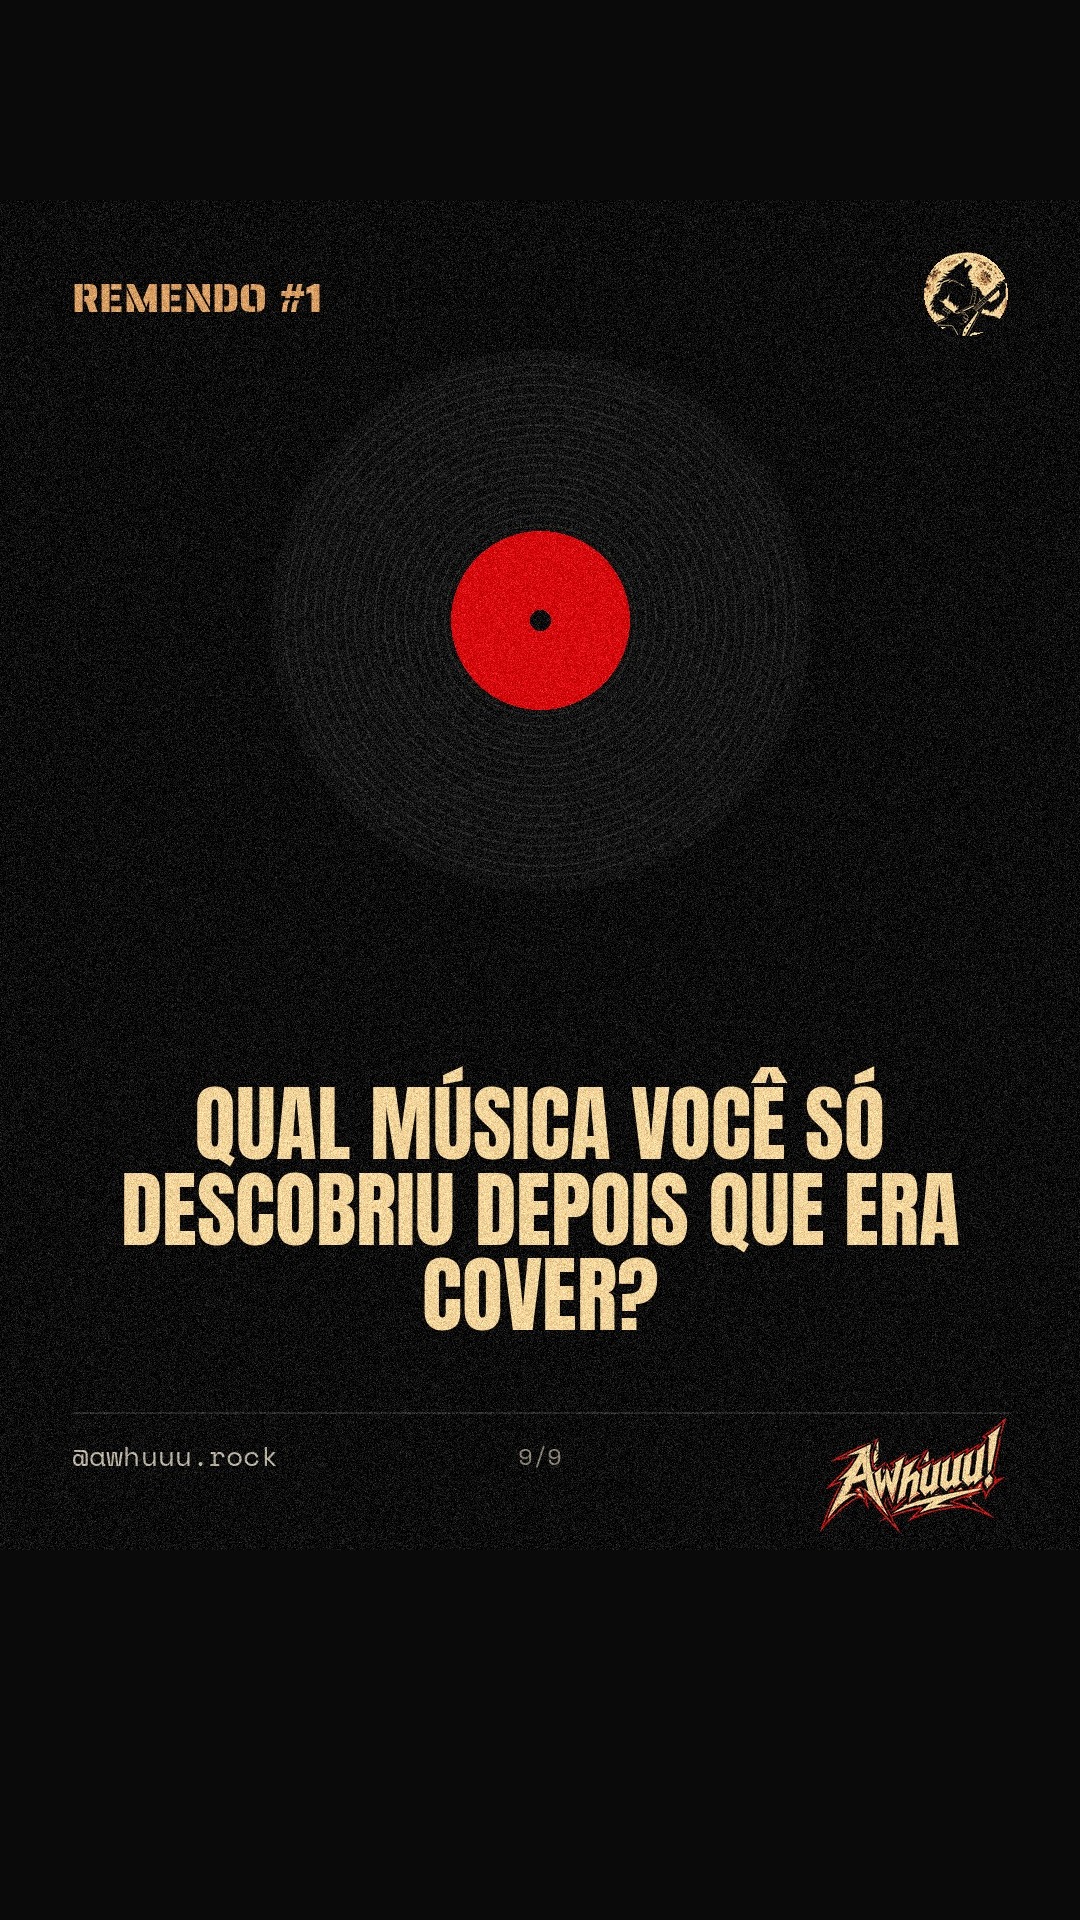 REMENDO #1
QUAL MÚSICA VOCÊ SÓ
DESCOBRIU DEPOIS QUE ERA
COVER?
@awhuuu.rock
9/9
Awhuuu!